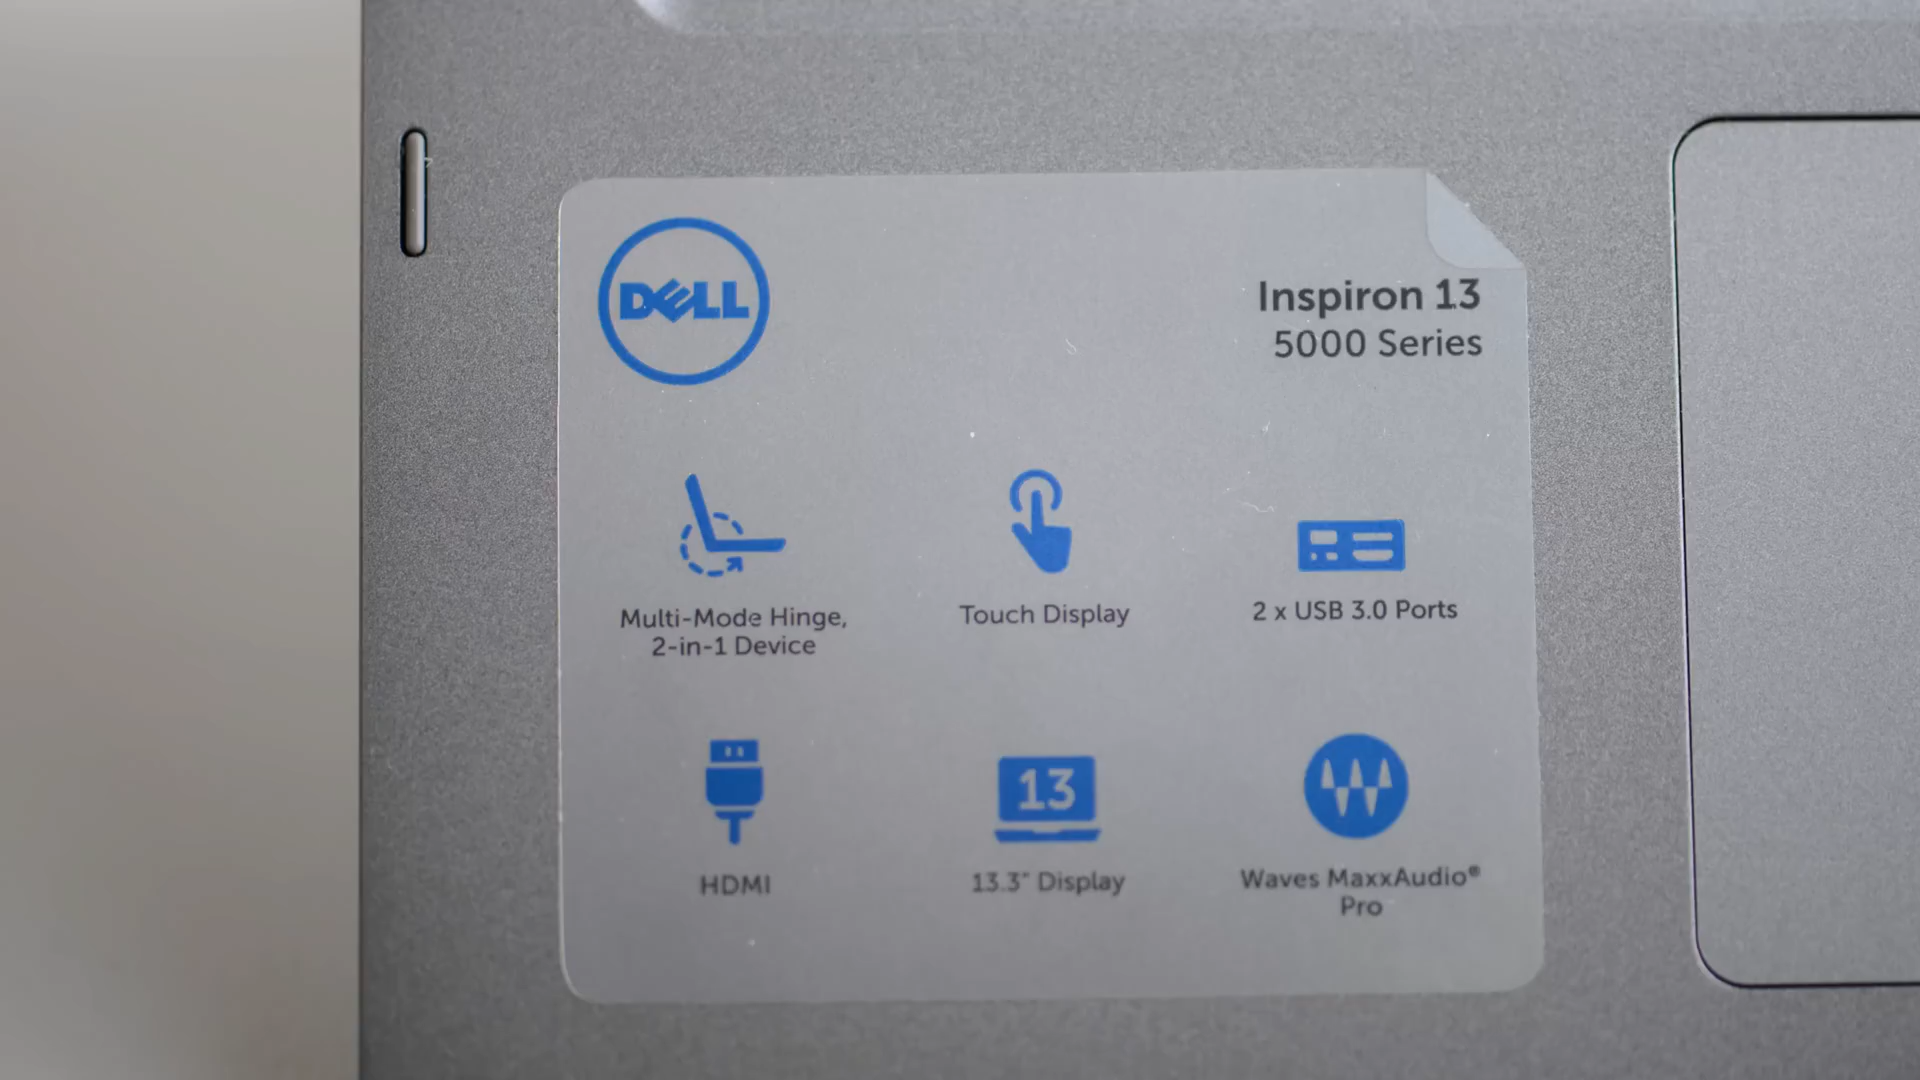 DELL
Inspiron 13
5000 Series
Multi-Mode Hinge,
2-in-1 Device
Touch Display
2 x USB 3.0 Ports
HDMI
13
13.3" Display
Waves MaxxAudio®
Pro